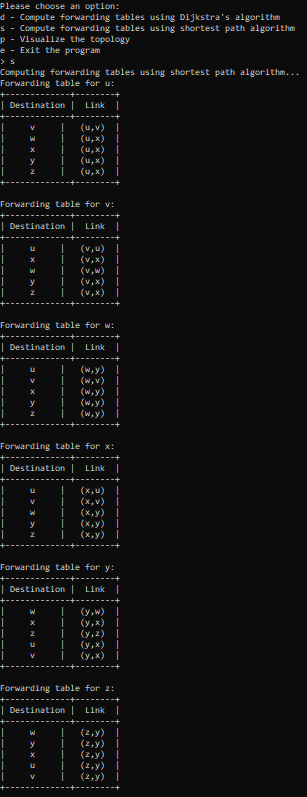 Please choose an option:
d - Compute forwarding tables using Dijkstra's algorithm
s - Compute forwarding tables using shortest path algorithm
p - Visualize the topology
e - Exit the program
> s
Computing forwarding tables using shortest path algorithm...
Forwarding table for u:
+-------------+--------+
| Destination | Link |
+-------------+--------+
| v | (u,v) |
| w | (u,x) |
| x | (u,x) |
| y | (u,x) |
| z | (u,x) |
+-------------+--------+
Forwarding table for v:
+-------------+--------+
| Destination | Link |
+-------------+--------+
| u | (v,u) |
| x | (v,x) |
| w | (v,w) |
| y | (v,x) |
| z | (v,x) |
+-------------+--------+
Forwarding table for w:
+-------------+--------+
| Destination | Link |
+-------------+--------+
| u | (w,y) |
| v | (w,v) |
| x | (w,y) |
| y | (w,y) |
| z | (w,y) |
+-------------+--------+
Forwarding table for x:
+-------------+--------+
| Destination | Link |
+-------------+--------+
| u | (x,u) |
| v | (x,v) |
| w | (x,y) |
| y | (x,y) |
| z | (x,y) |
+-------------+--------+
Forwarding table for y:
+-------------+--------+
| Destination | Link |
+-------------+--------+
| w | (y,w) |
| x | (y,x) |
| z | (y,z) |
| u | (y,x) |
| v | (y,x) |
+-------------+--------+
Forwarding table for z:
+-------------+--------+
| Destination | Link |
+-------------+--------+
| w | (z,y) |
| y | (z,y) |
| x | (z,y) |
| u | (z,y) |
| v | (z,y) |
+-------------+--------+